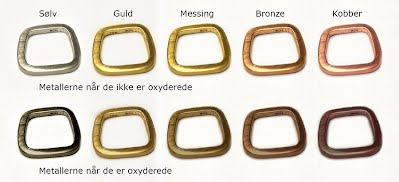 Sølv Guld Messing Bronze Kobber
Metallerne når de ikke er oxyderede
Metallerne når de er oxyderede